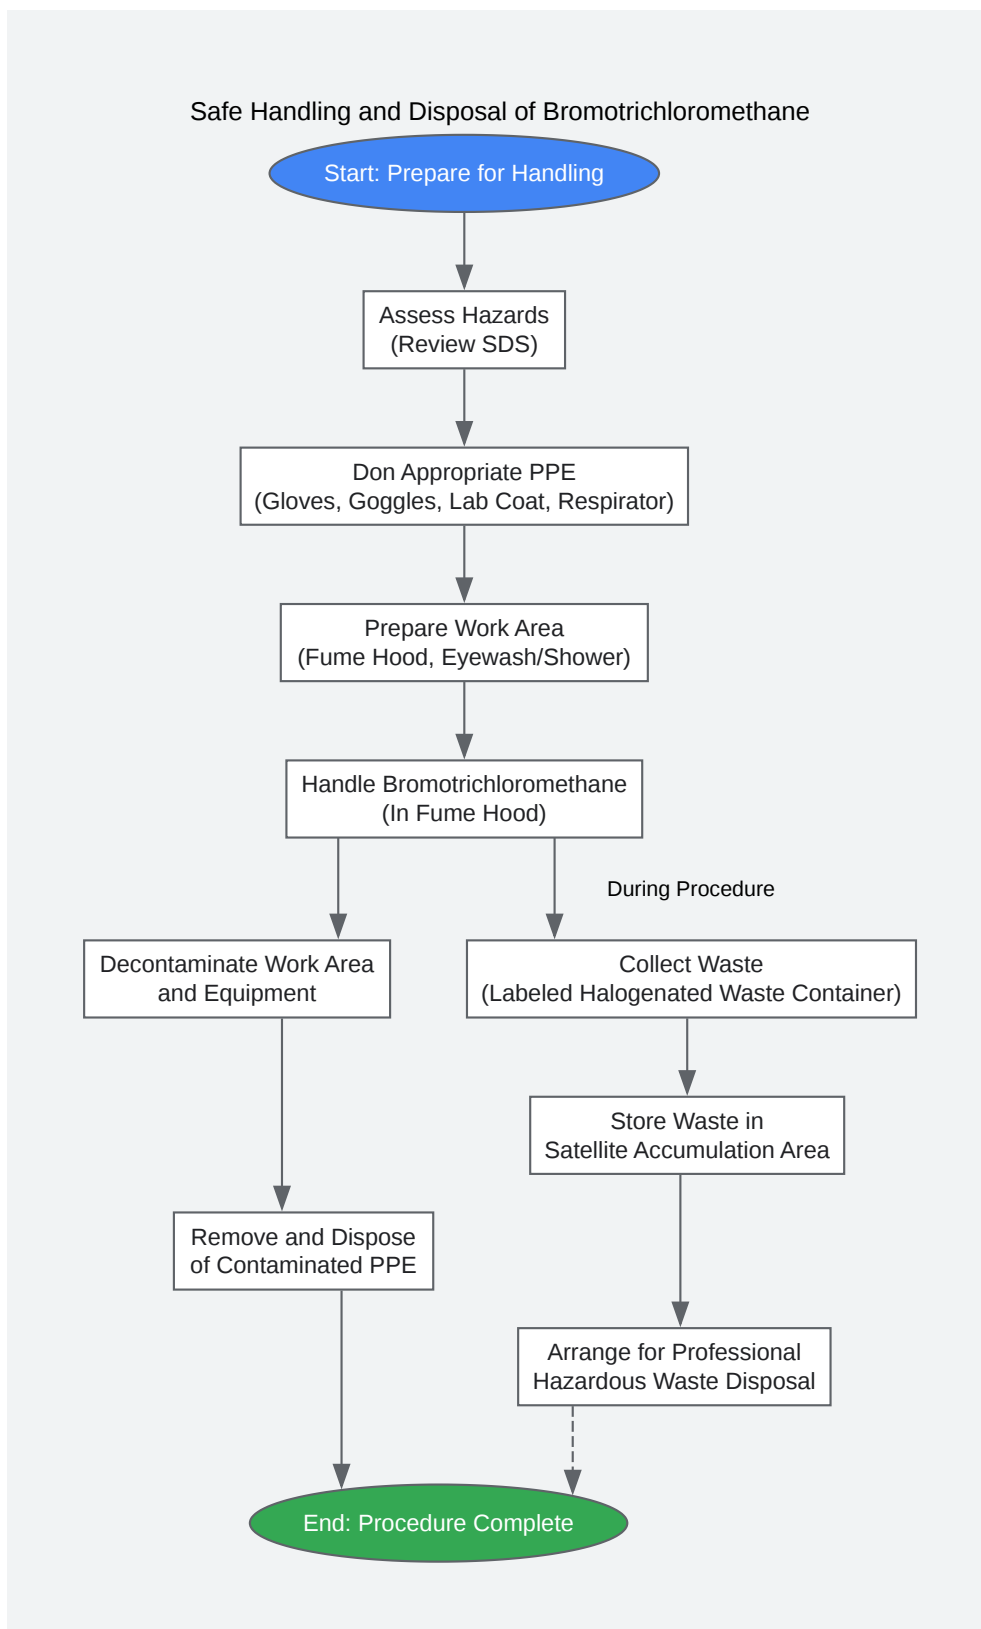 Safe Handling and Disposal of Bromotrichloromethane
Start: Prepare for Handling
Assess Hazards
(Review SDS)
Don Appropriate PPE
(Gloves, Goggles, Lab Coat, Respirator)
Prepare Work Area
(Fume Hood, Eyewash/Shower)
Handle Bromotrichloromethane
(In Fume Hood)
During Procedure
Decontaminate Work Area
and Equipment
Collect Waste
(Labeled Halogenated Waste Container)
Store Waste in
Satellite Accumulation Area
Remove and Dispose
of Contaminated PPE
Arrange for Professional
Hazardous Waste Disposal
End: Procedure Complete